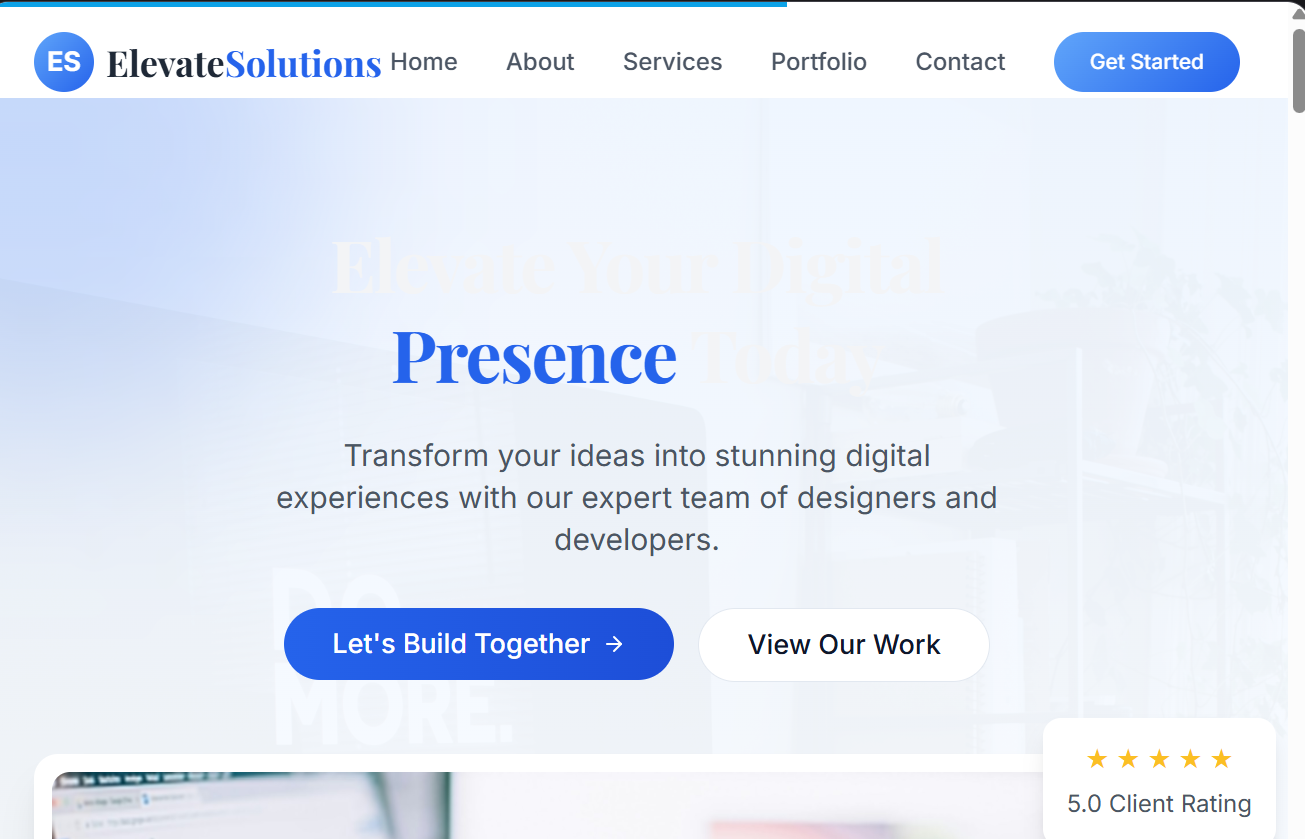 ES ElevateSolutions Home About Services Portfolio Contact Get Started
Elevate Your Digital
Presence Today
Transform your ideas into stunning digital
experiences with our expert team of designers and
developers.
DO
MORE.
Let's Build Together → View Our Work
★ ★ ★ ★ ★
5.0 Client Rating